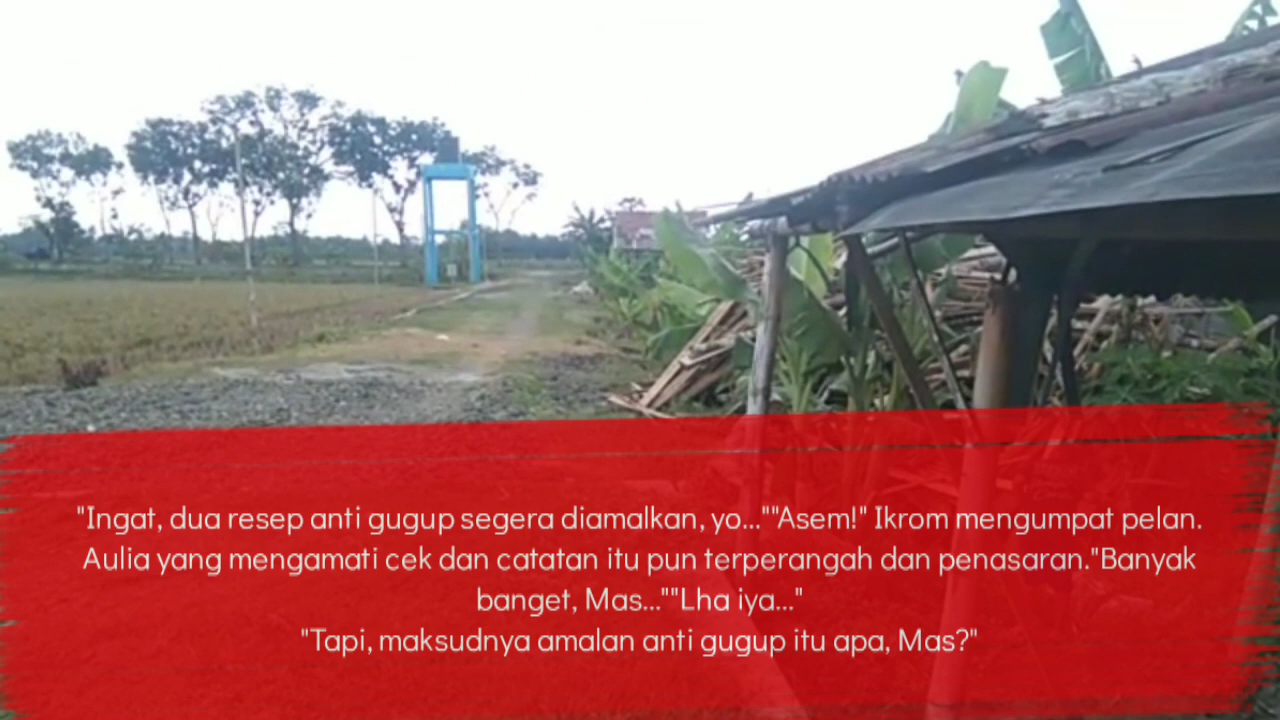 "Ingat, dua resep anti gugup segera diamalkan, yo...""Asem!" Ikrom mengumpat pelan.
Aulia yang mengamati cek dan catatan itu pun terperangah dan penasaran."Banyak
banget, Mas...""Lha iya..."
"Tapi, maksudnya amalan anti gugup itu apa, Mas?"